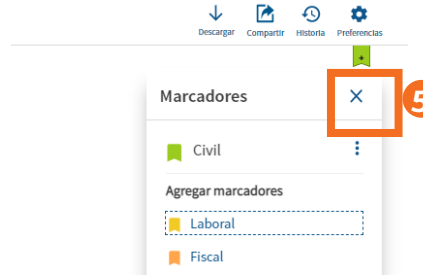 Descargar Compartir Historia Preferencias
+
Marcadores
5
Civil
Agregar marcadores
Laboral
Fiscal